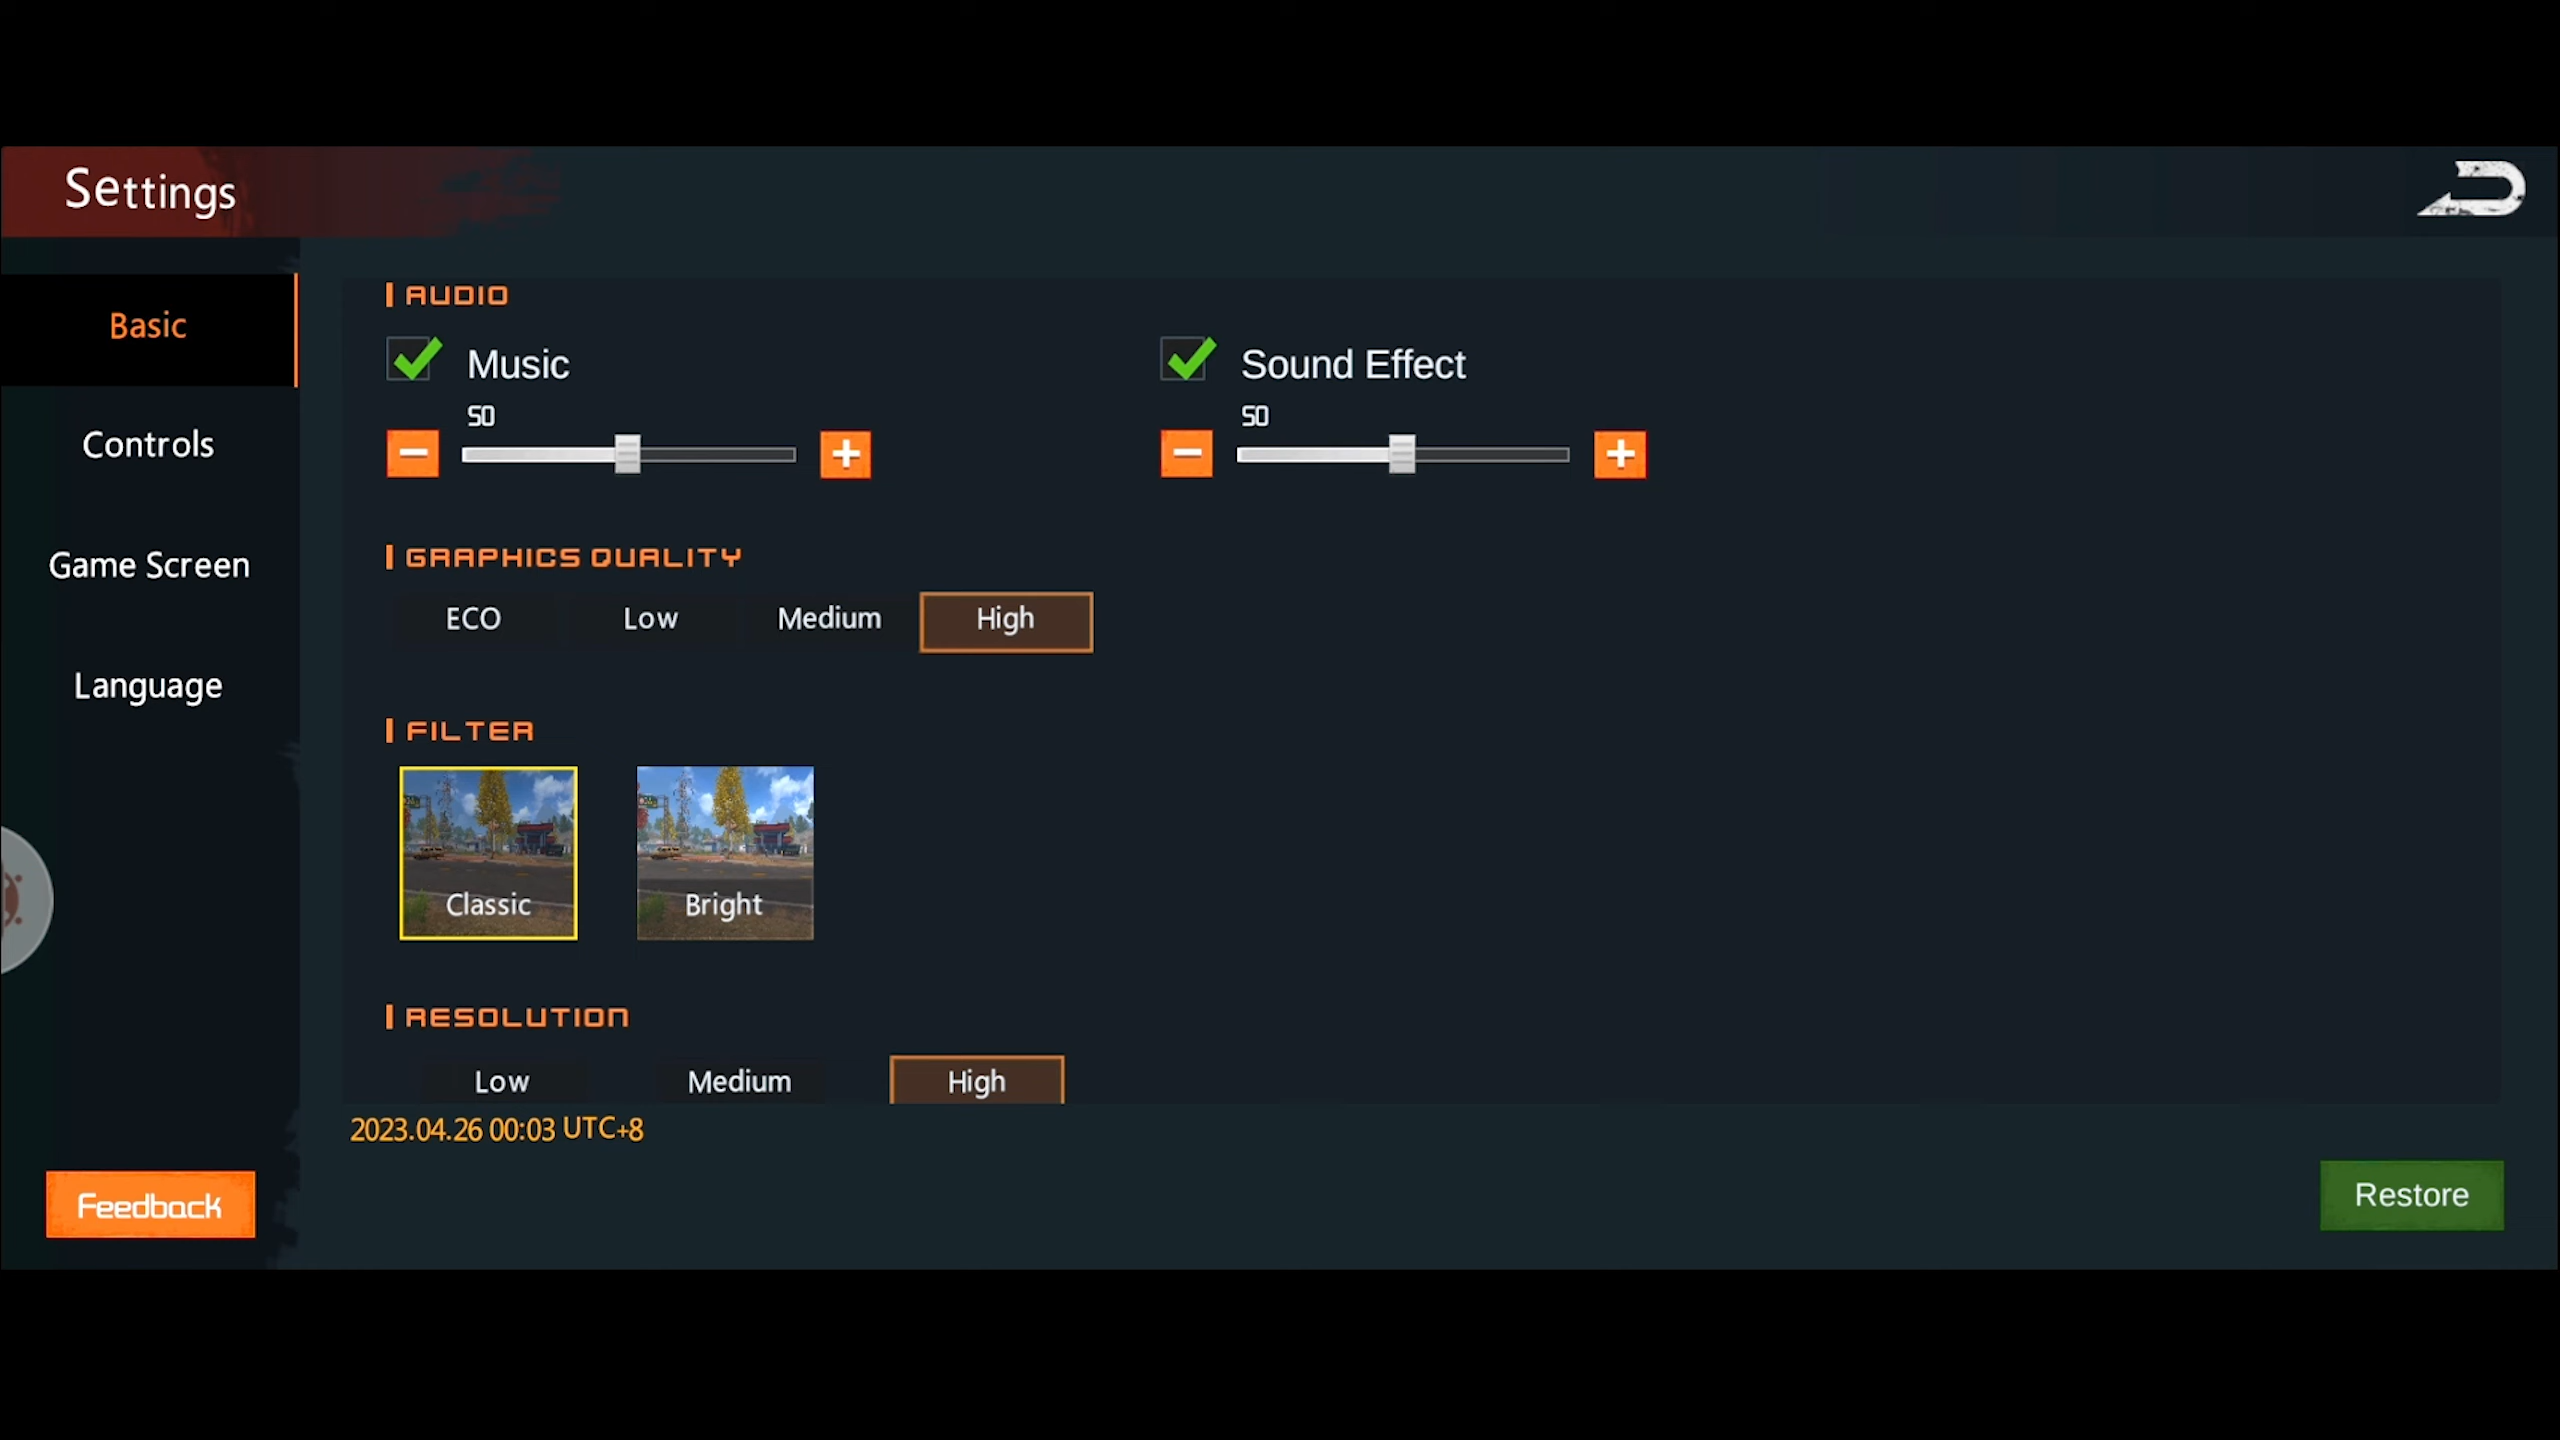 Settings
Basic
Controls
Game Screen
Language
Feedback
AUDIO
Music
50
Sound Effect
50
GRAPHICS QUALITY
ECO Low Medium High
FILTER
Classic Bright
RESOLUTION
Low Medium High
2023.04.26 00:03 UTC+8
Restore